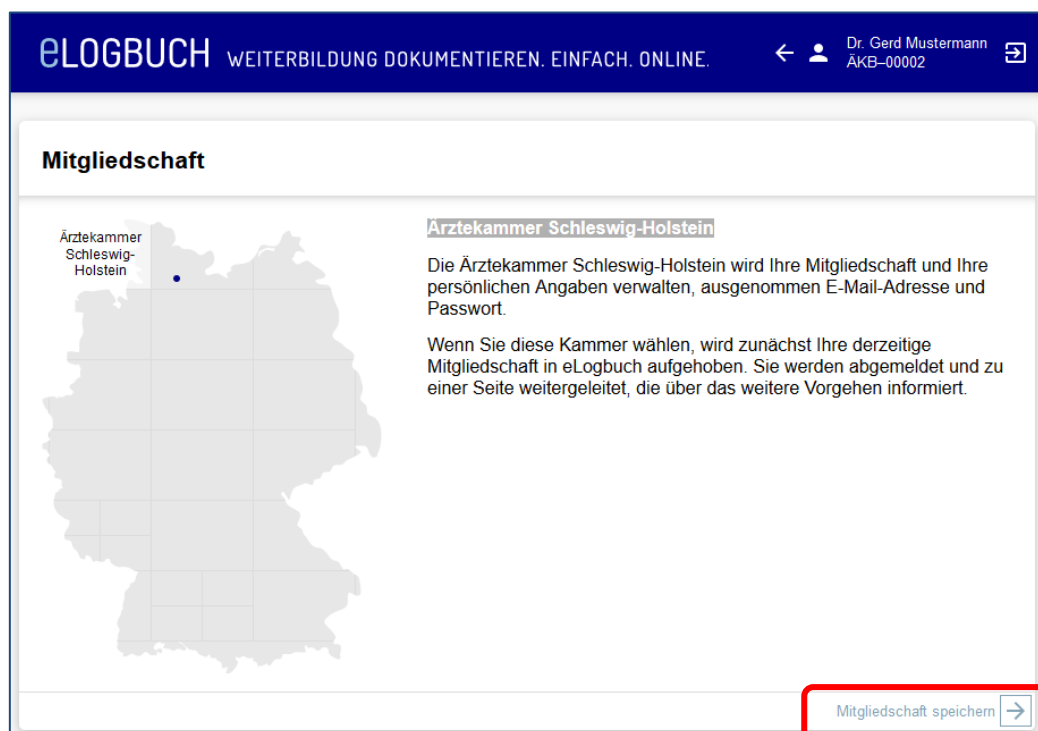 eLOGBUCH WEITERBILDUNG DOKUMENTIEREN. EINFACH. ONLINE.
Dr. Gerd Mustermann
ÄKB–00002
Mitgliedschaft
Ärztekammer
Schleswig-
Holstein
Ärztekammer Schleswig-Holstein
Die Ärztekammer Schleswig-Holstein wird Ihre Mitgliedschaft und Ihre
persönlichen Angaben verwalten, ausgenommen E-Mail-Adresse und
Passwort.
Wenn Sie diese Kammer wählen, wird zunächst Ihre derzeitige
Mitgliedschaft in eLogbuch aufgehoben. Sie werden abgemeldet und zu
einer Seite weitergeleitet, die über das weitere Vorgehen informiert.
Mitgliedschaft speichern